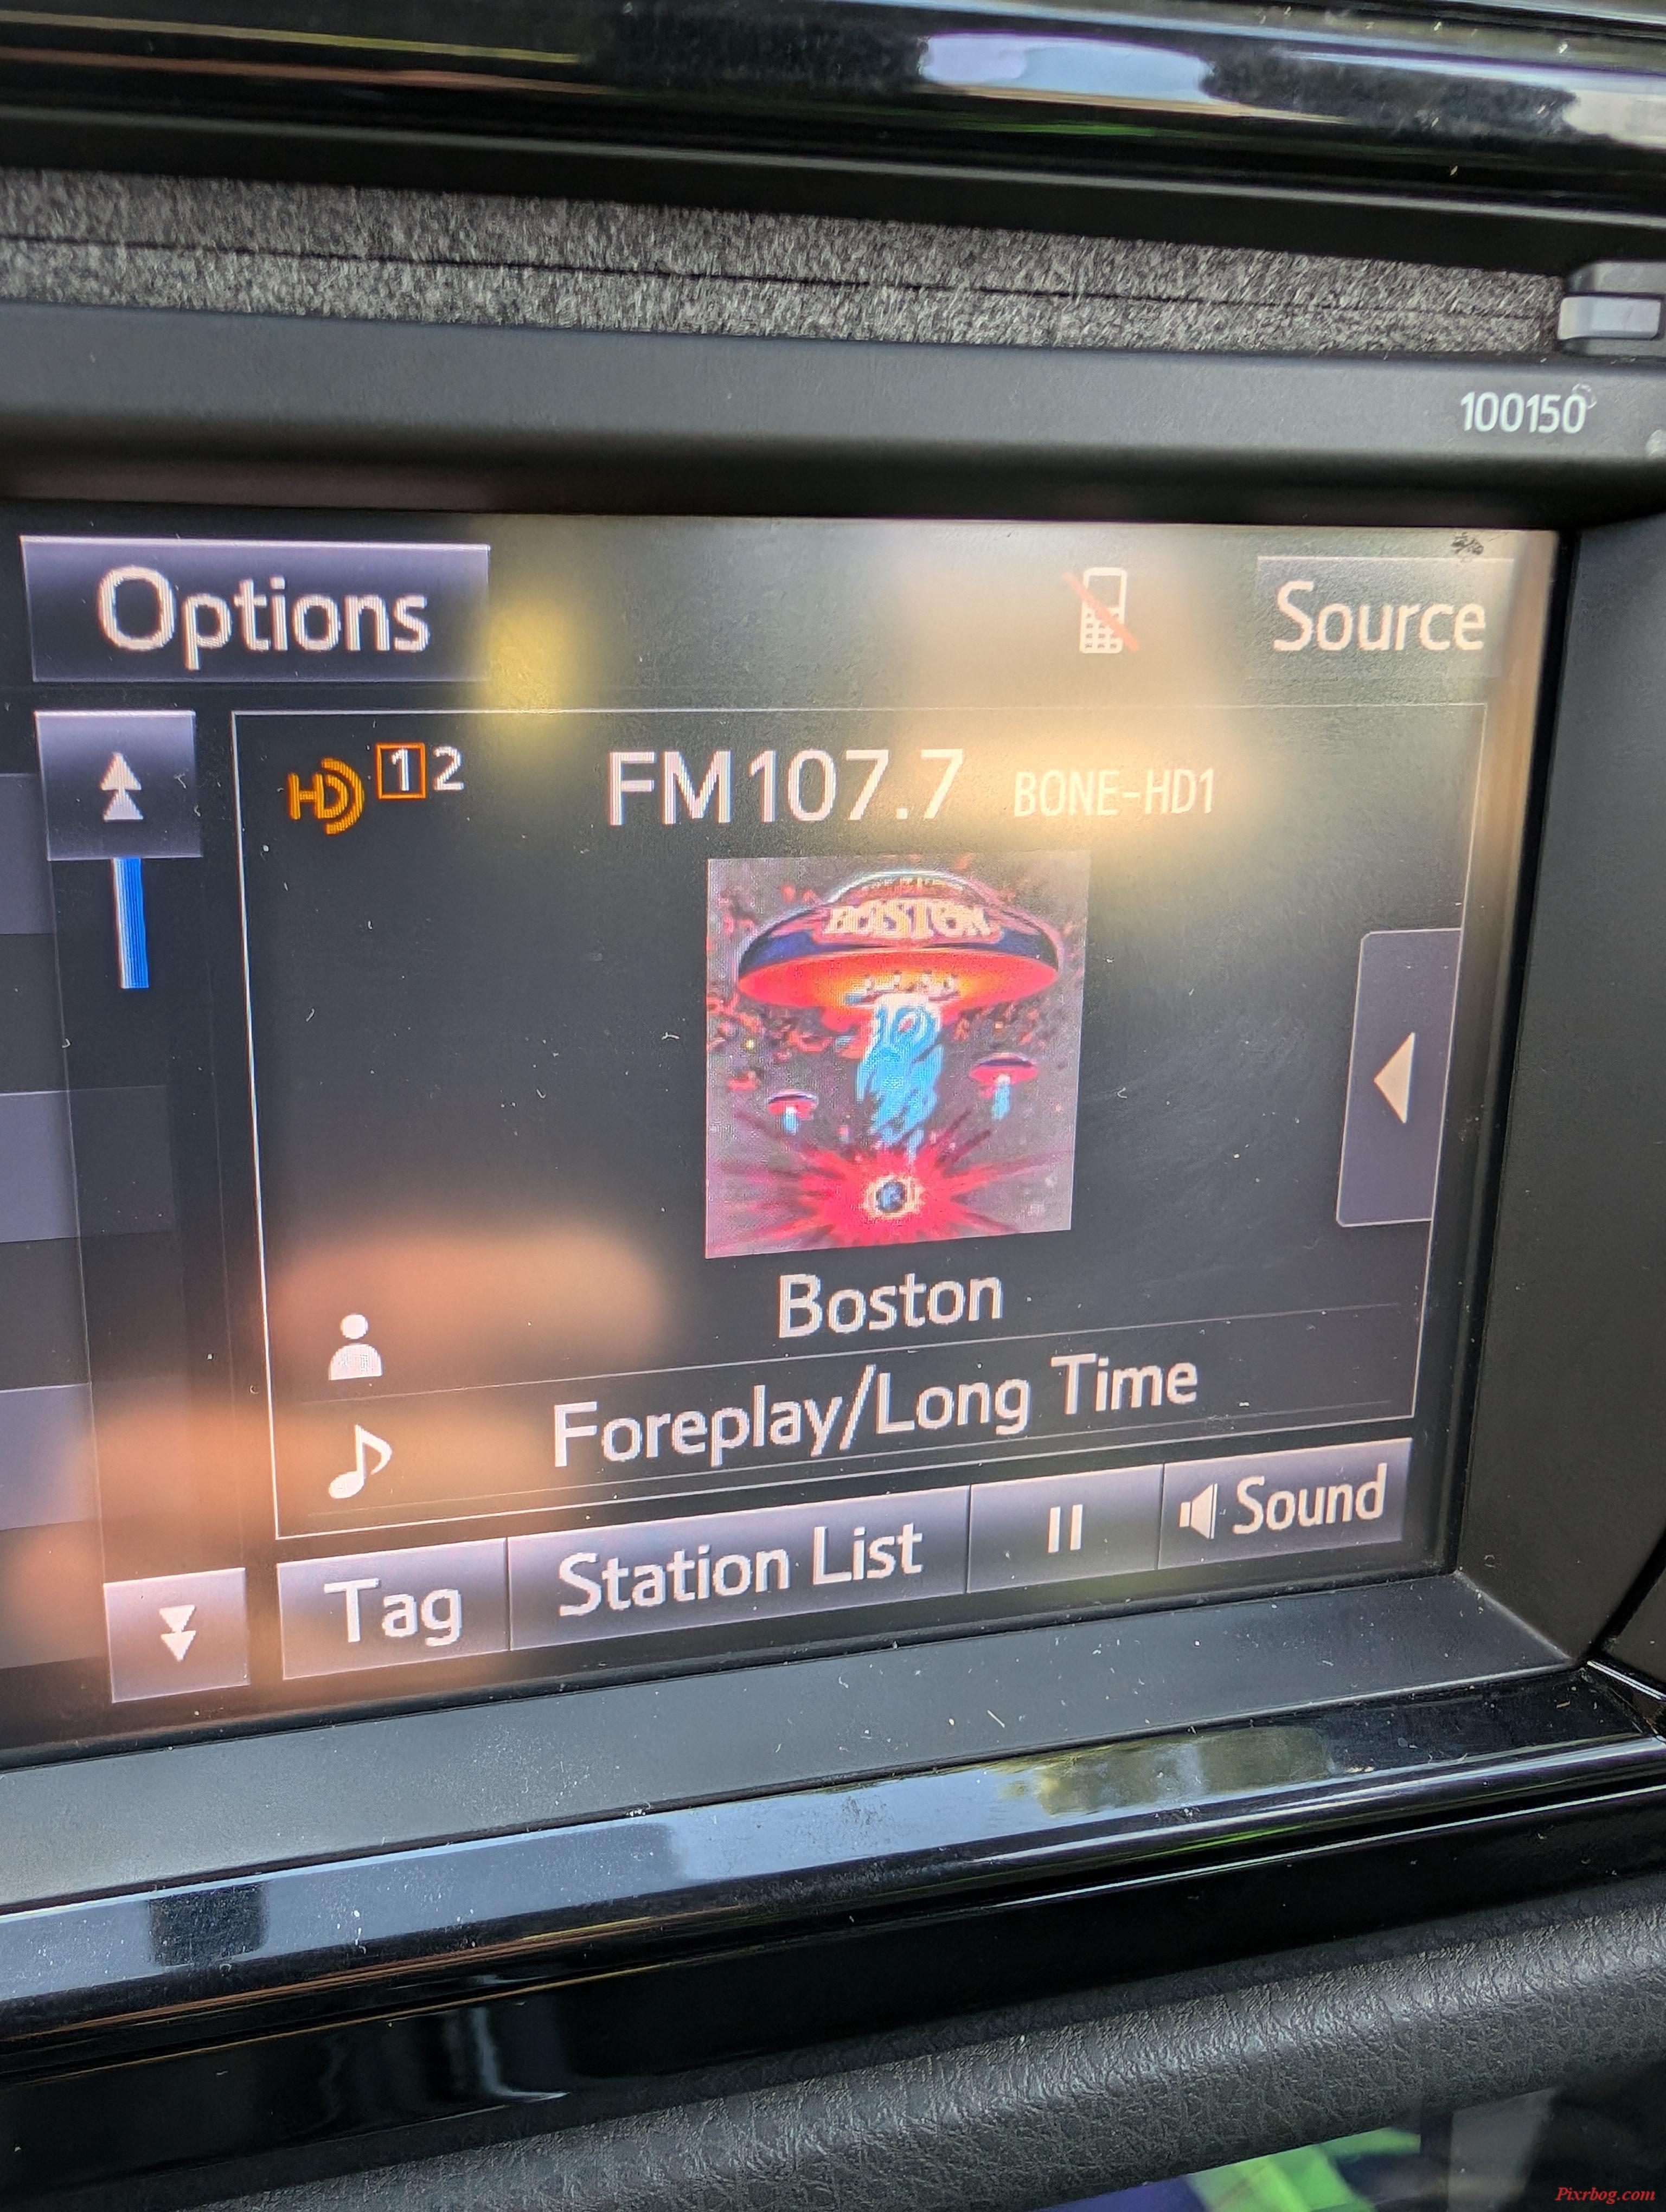 100150
Options
Source
HD 1 2
FM 107.7 BONE-HD1
BOSTON
Boston
Foreplay/Long Time
Tag
Station List
Sound
Pixrbog.com